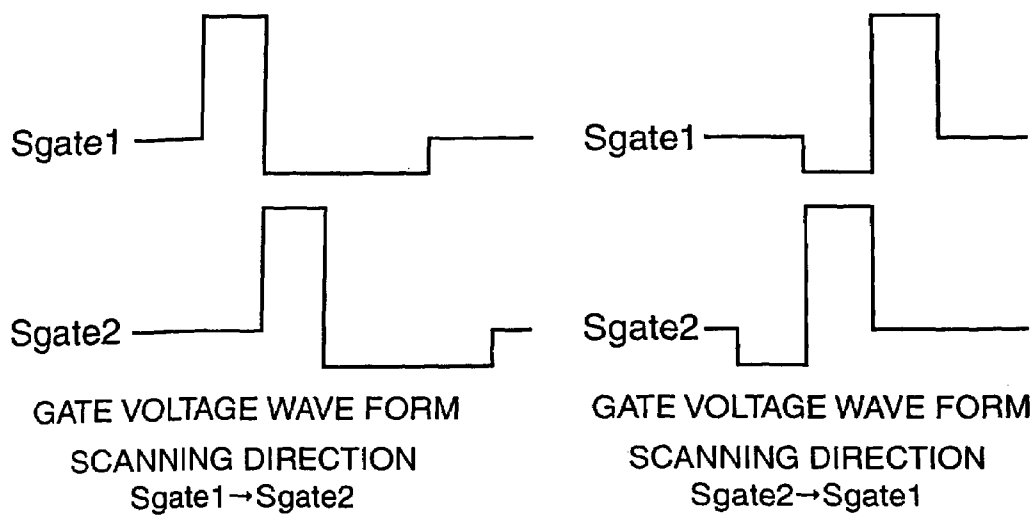 Sgate1
Sgate2
GATE VOLTAGE WAVE FORM
SCANNING DIRECTION
Sgate1→Sgate2
Sgate1
Sgate2
GATE VOLTAGE WAVE FORM
SCANNING DIRECTION
Sgate2→Sgate1